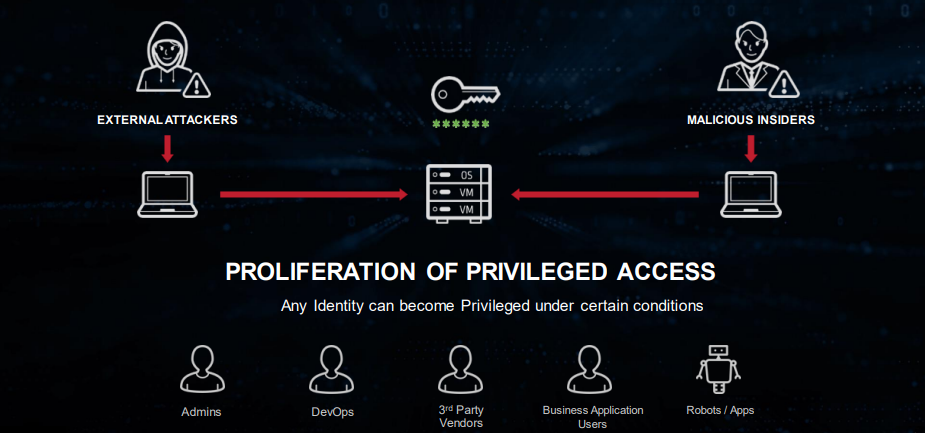 EXTERNAL ATTACKERS
MALICIOUS INSIDERS
******
OS
VM
VM
PROLIFERATION OF PRIVILEGED ACCESS
Any Identity can become Privileged under certain conditions
Admins
DevOps
3rd Party
Vendors
Business Application
Users
Robots / Apps